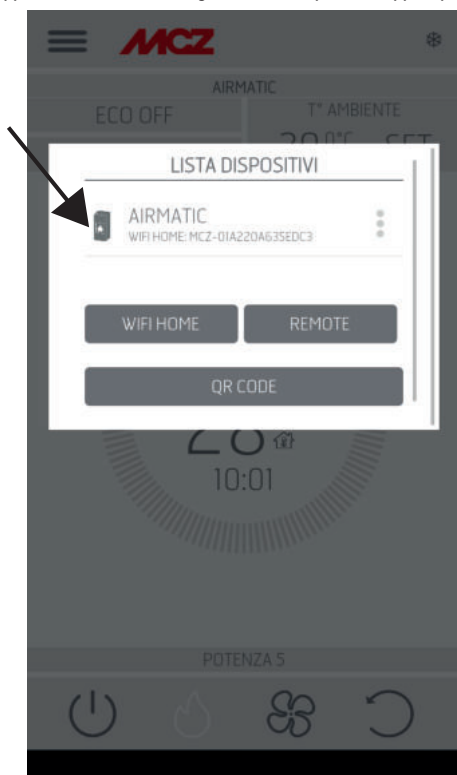 MCZ
AIRMATIC
ECO OFF
T° AMBIENTE
SET
LISTA DISPOSITIVI
AIRMATIC
WIFI HOME: MCZ-01A220A635EDC3
WIFI HOME
REMOTE
QR CODE
10:01
POTENZA 5